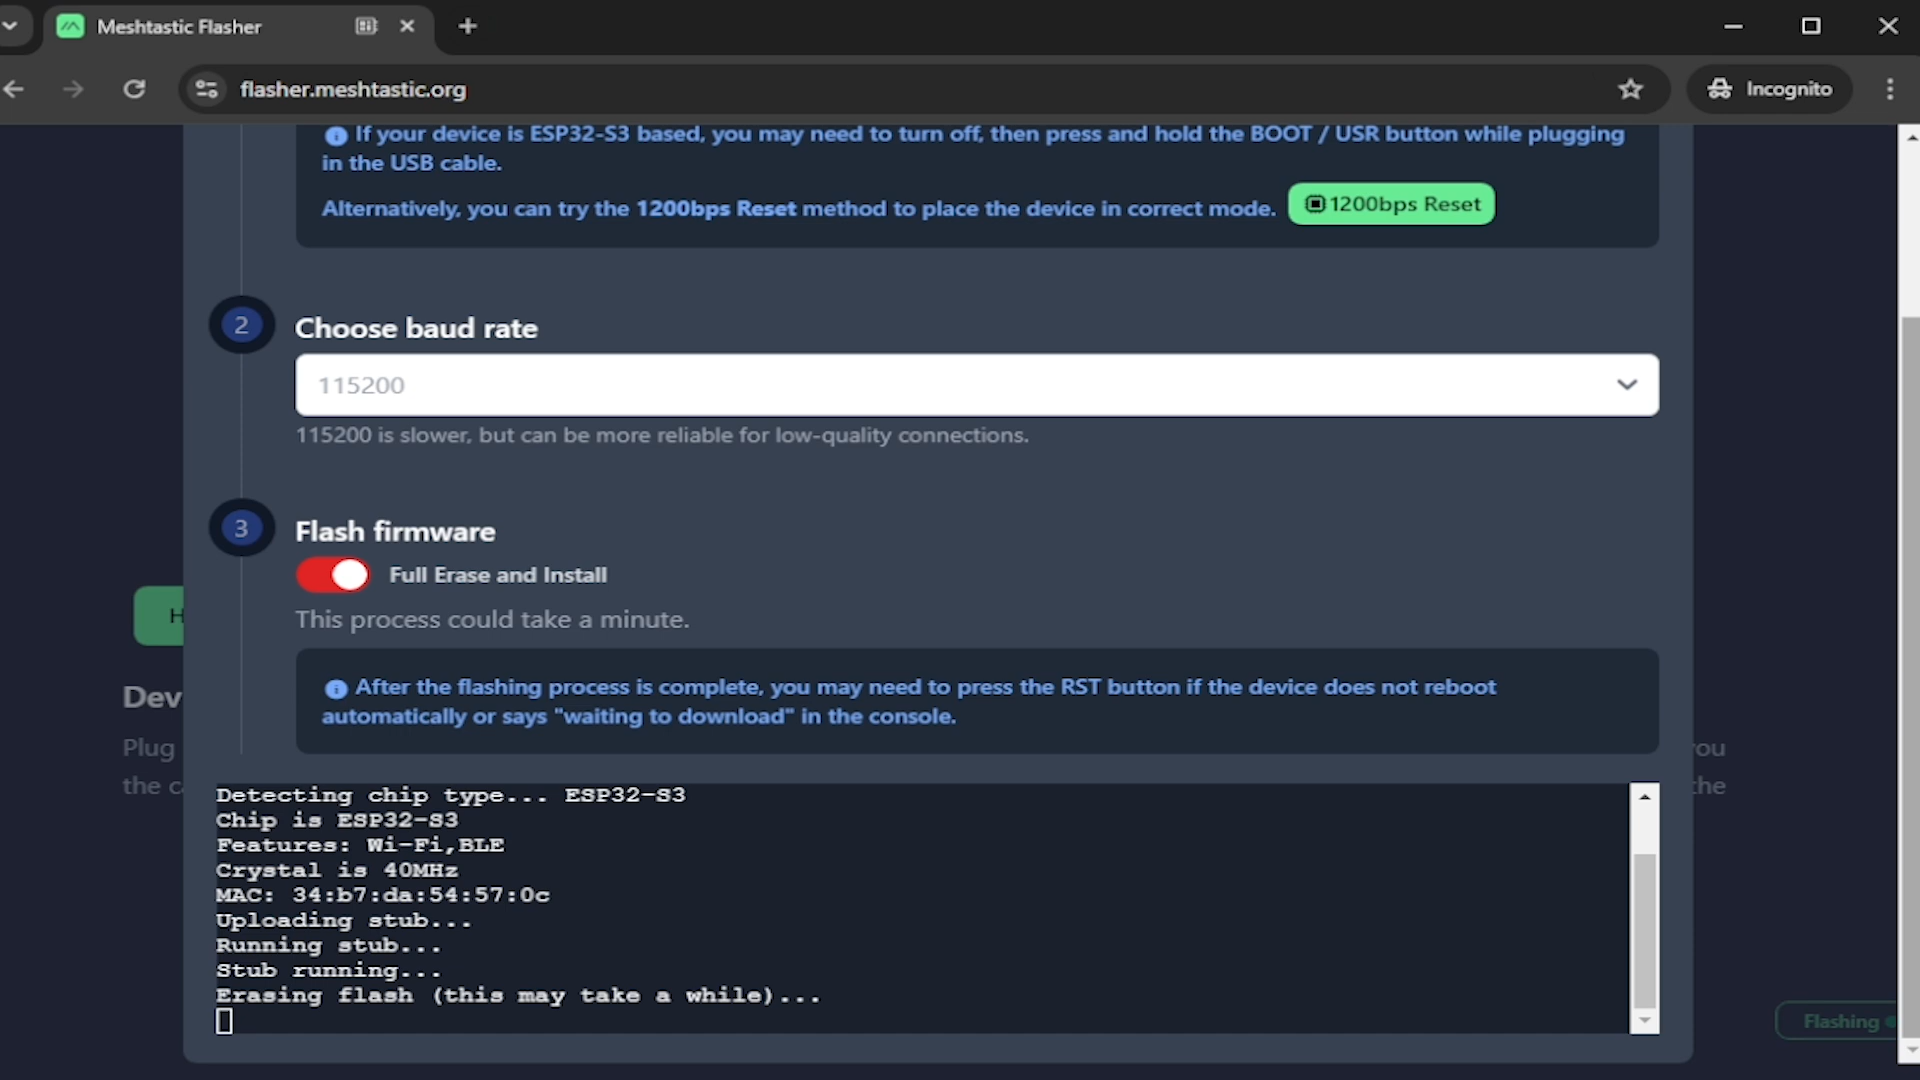 Meshtastic Flasher
flasher.meshtastic.org
Incognito
If your device is ESP32-S3 based, you may need to turn off, then press and hold the BOOT / USR button while plugging
in the USB cable.
Alternatively, you can try the 1200bps Reset method to place the device in correct mode.
1200bps Reset
2
Choose baud rate
115200
115200 is slower, but can be more reliable for low-quality connections.
3
Flash firmware
Full Erase and Install
This process could take a minute.
After the flashing process is complete, you may need to press the RST button if the device does not reboot
automatically or says "waiting to download" in the console.
H
Dev
Plug
the c
you
the
Detecting chip type... ESP32-S3
Chip is ESP32-S3
Features: Wi-Fi,BLE
Crystal is 40MHz
MAC: 34:b7:da:54:57:0c
Uploading stub...
Running stub...
Stub running...
Erasing flash (this may take a while)...
Flashing